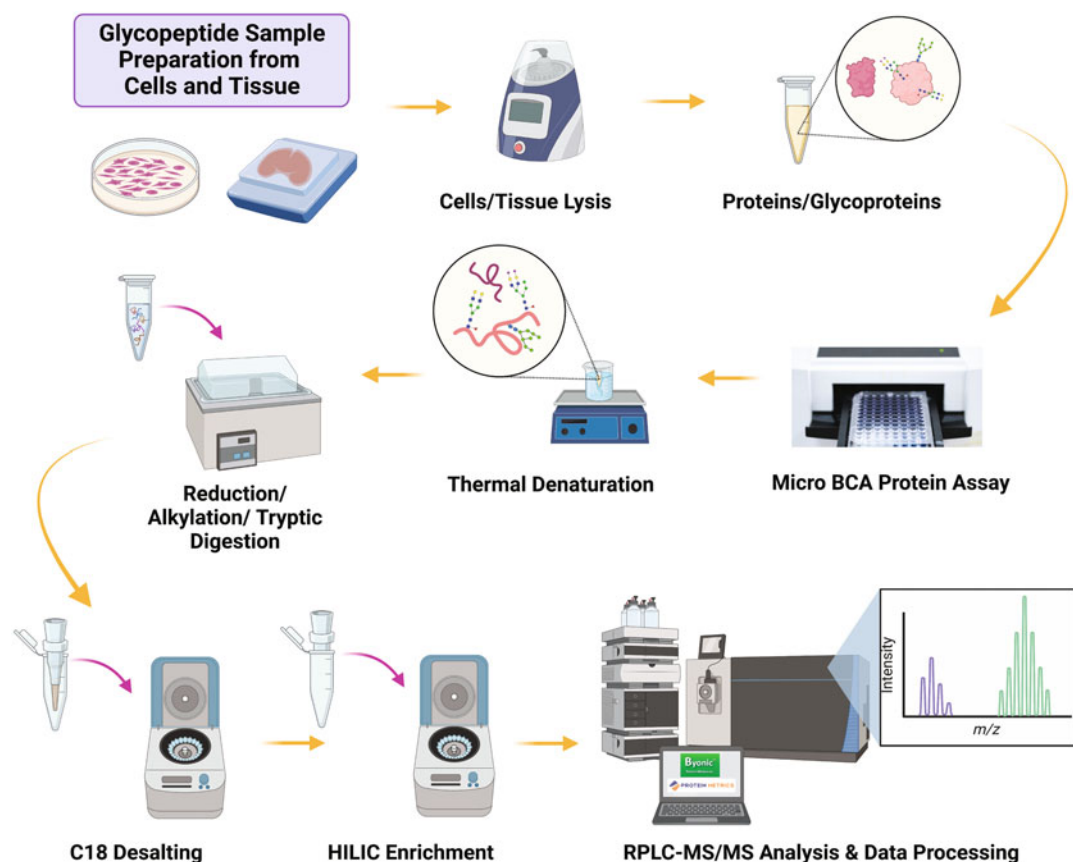 Glycopeptide Sample
Preparation from
Cells and Tissue
Cells/Tissue Lysis
Proteins/Glycoproteins
Reduction/
Alkylation/ Tryptic
Digestion
Thermal Denaturation
Micro BCA Protein Assay
Intensity
m/z
Byonic
PROTEIN METRICS
C18 Desalting
HILIC Enrichment
RPLC-MS/MS Analysis & Data Processing